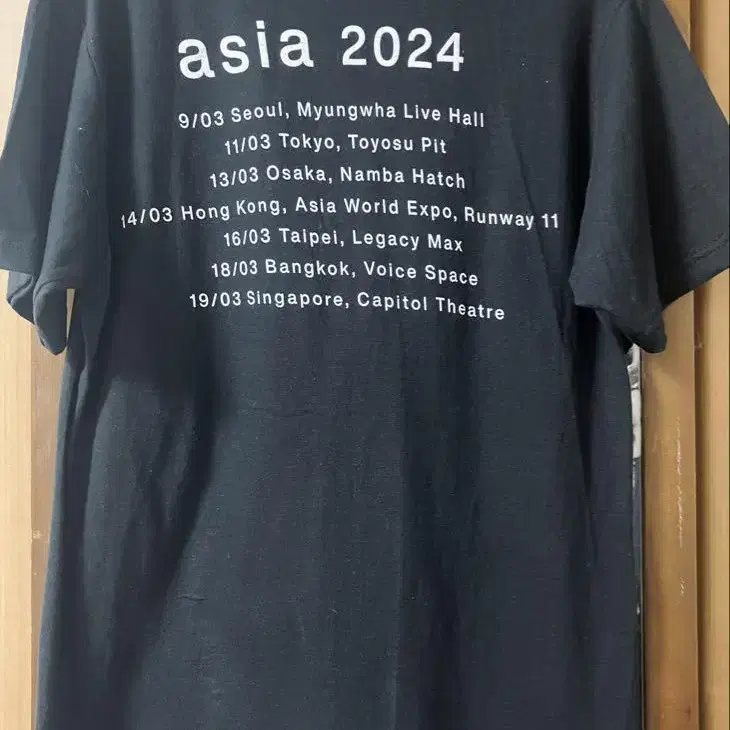 asia 2024
9/03 Seoul, Myungwha Live Hall
11/03 Tokyo, Toyosu Pit
13/03 Osaka, Namba Hatch
14/03 Hong Kong, Asia World Expo, Runway 11
16/03 Taipei, Legacy Max
18/03 Bangkok, Voice Space
19/03 Singapore, Capitol Theatre